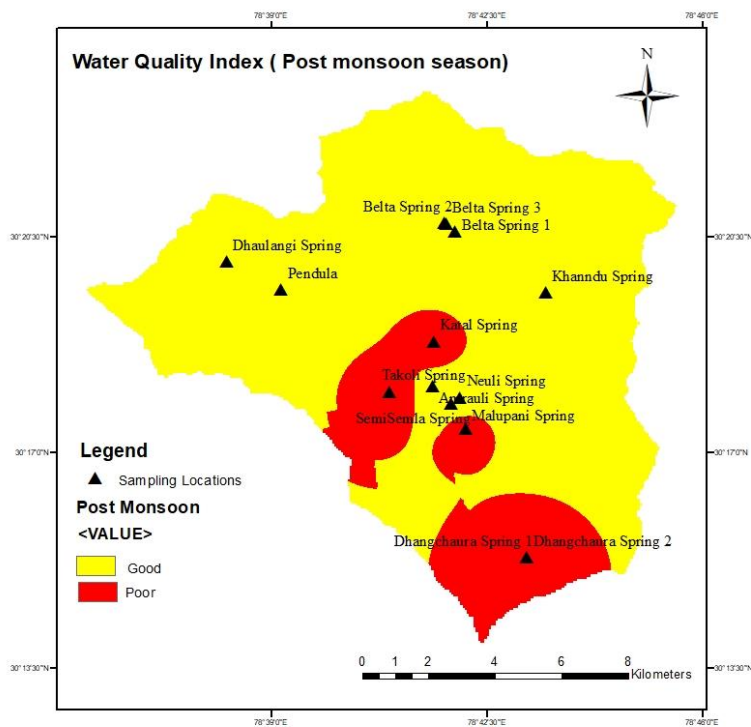 78°39'0"E 78°42'30"E 78°46'0"E
Water Quality Index ( Post monsoon season)
N
Belta Spring 2 Belta Spring 3
Belta Spring 1
30°20'30"N 30°20'30"N
Dhaulangi Spring
Pendula
Khanndu Spring
Katal Spring
Takoli Spring
Neuli Spring
Amrauli Spring
SemiSemla Spring
Malupani Spring
30°17'0"N 30°17'0"N
Legend
Sampling Locations
Post Monsoon
<VALUE>
Good
Poor
Dhangchaura Spring 1Dhangchaura Spring 2
30°13'30"N 30°13'30"N
0 1 2 4 6 8
Kilometers
78°39'0"E 78°42'30"E 78°46'0"E